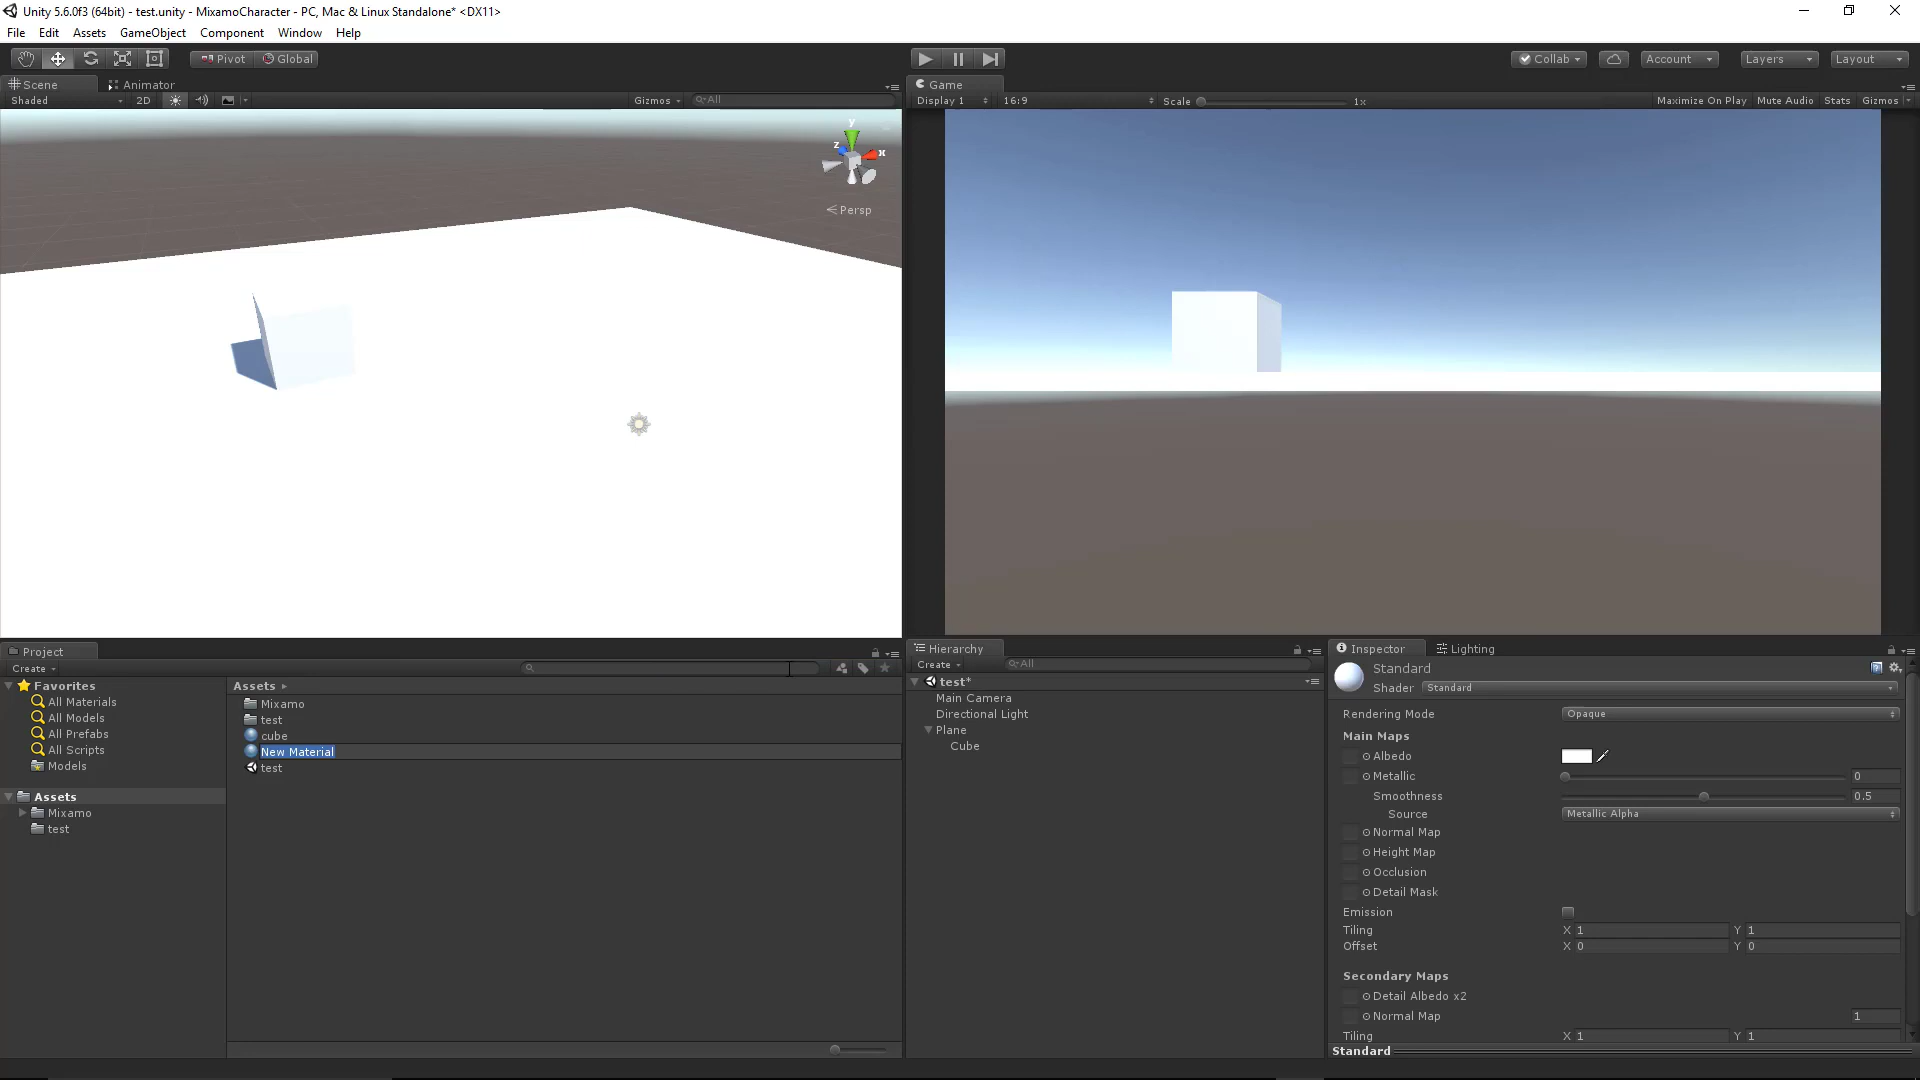 Unity 5.6.0f3 (64bit) - test.unity - MixamoCharacter - PC, Mac & Linux Standalone* <DX11>
File Edit Assets GameObject Component Window Help
Pivot Global Collab Account Layers Layout
Scene Animator Game
Shaded 2D Gizmos All Display 1 16:9 Scale 1x Maximize On Play Mute Audio Stats Gizmos
y
z x
Persp
Project
Create
Favorites
All Materials
All Models
All Prefabs
All Scripts
Models
Assets
Mixamo
test
Assets
Mixamo
test
cube
New Material
test
Hierarchy
Create All
test*
Main Camera
Directional Light
Plane
Cube
Inspector Lighting
Standard
Shader Standard
Rendering Mode Opaque
Main Maps
Albedo
Metallic 0
Smoothness 0.5
Source Metallic Alpha
Normal Map
Height Map
Occlusion
Detail Mask
Emission
Tiling X 1 Y 1
Offset X 0 Y 0
Secondary Maps
Detail Albedo x2
Normal Map 1
Tiling X 1 Y 1
Standard